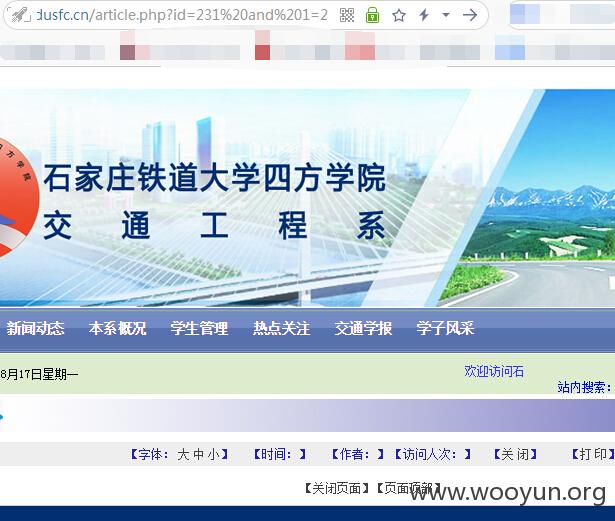 dusfc.cn/article.php?id=231%20and%201=2
石家庄铁道大学四方学院
交 通 工 程 系
新闻动态 本系概况 学生管理 热点关注 交通学报 学子风采
8月17日星期一
欢迎访问石
站内搜索:
【字体: 大 中 小】 【时间: 】 【作者: 】【访问人次: 】 【关 闭】 【打 印】
【关闭页面】【页面顶部】
www.wooyun.org